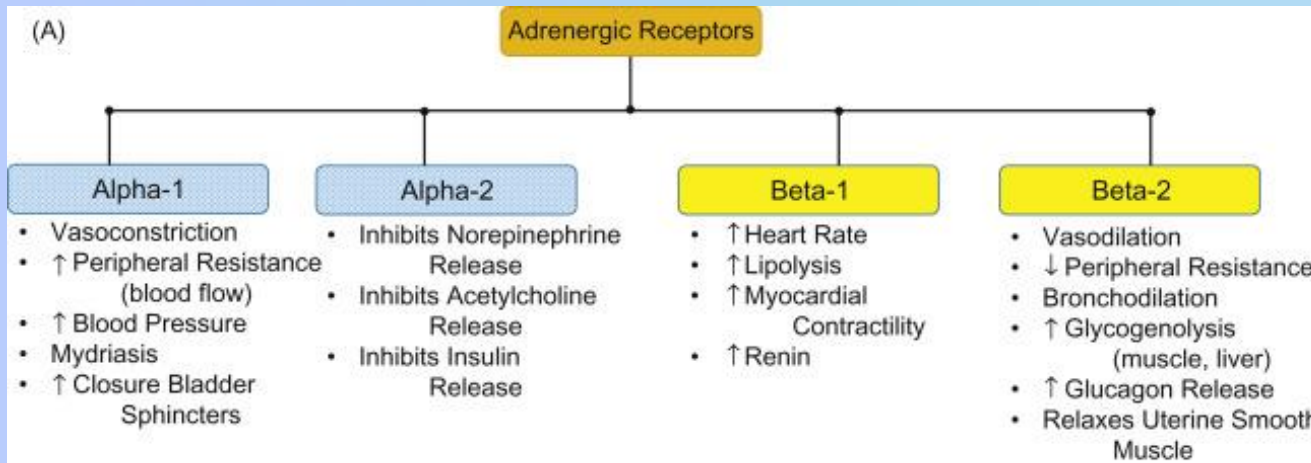 (A)
Adrenergic Receptors
Alpha-1
• Vasoconstriction
• ↑ Peripheral Resistance
(blood flow)
• ↑ Blood Pressure
• Mydriasis
• ↑ Closure Bladder
Sphincters
Alpha-2
• Inhibits Norepinephrine
Release
• Inhibits Acetylcholine
Release
• Inhibits Insulin
Release
Beta-1
• ↑ Heart Rate
• ↑ Lipolysis
• ↑ Myocardial
Contractility
• ↑ Renin
Beta-2
• Vasodilation
• ↓ Peripheral Resistance
• Bronchodilation
• ↑ Glycogenolysis
(muscle, liver)
• ↑ Glucagon Release
• Relaxes Uterine Smooth
Muscle